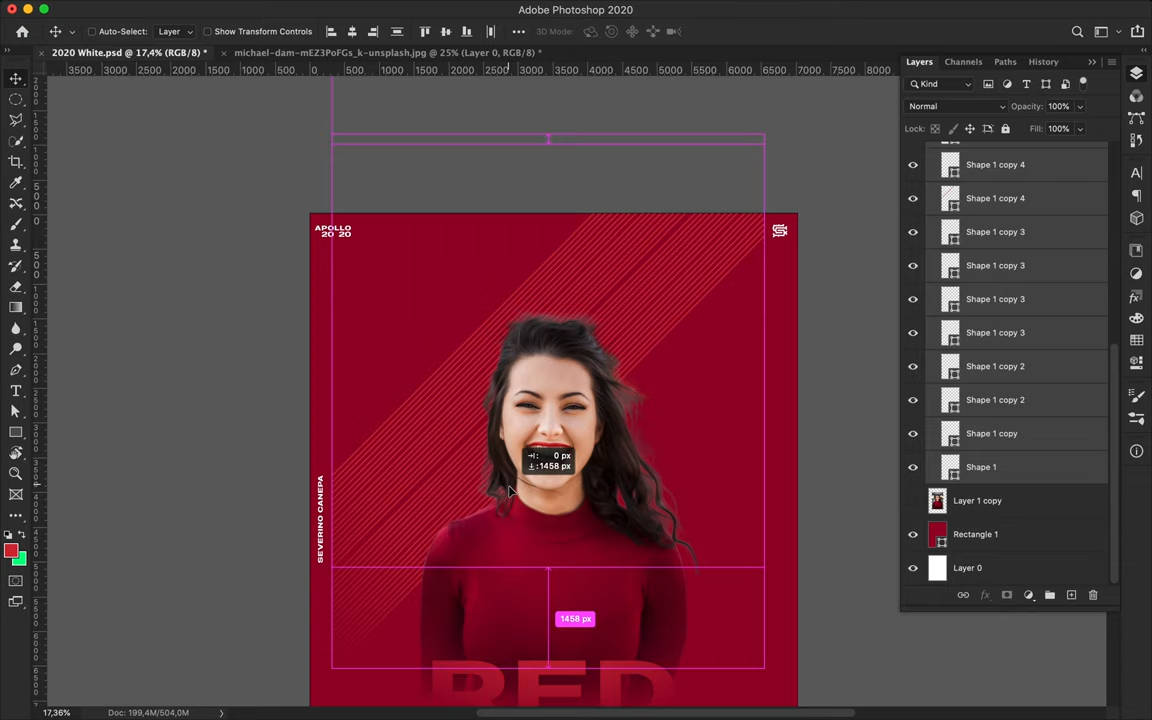 Adobe Photoshop 2020
Auto-Select: Layer Show Transform Controls 3D Mode:
2020 White.psd @ 17,4% (RGB/8) * michael-dam-mEZ3PoFGs_k-unsplash.jpg @ 25% (Layer 0, RGB/8) *
3500 3000 2500 2000 1500 1000 500 0 500 1000 1500 2000 2500 3000 3500 4000 4500 5000 5500 6000 6500 7000 7500 8000
Layers Channels Paths History
Kind
Normal Opacity: 100%
Lock: Fill: 100%
Shape 1 copy 4
Shape 1 copy 4
Shape 1 copy 3
Shape 1 copy 3
Shape 1 copy 3
Shape 1 copy 3
Shape 1 copy 2
Shape 1 copy 2
Shape 1 copy
Shape 1
Layer 1 copy
Rectangle 1
Layer 0
APOLLO
20 20
SEVERINO CANEPA
0 px
1458 px
1458 px
RED
17,36% Doc: 199,4M/504,0M